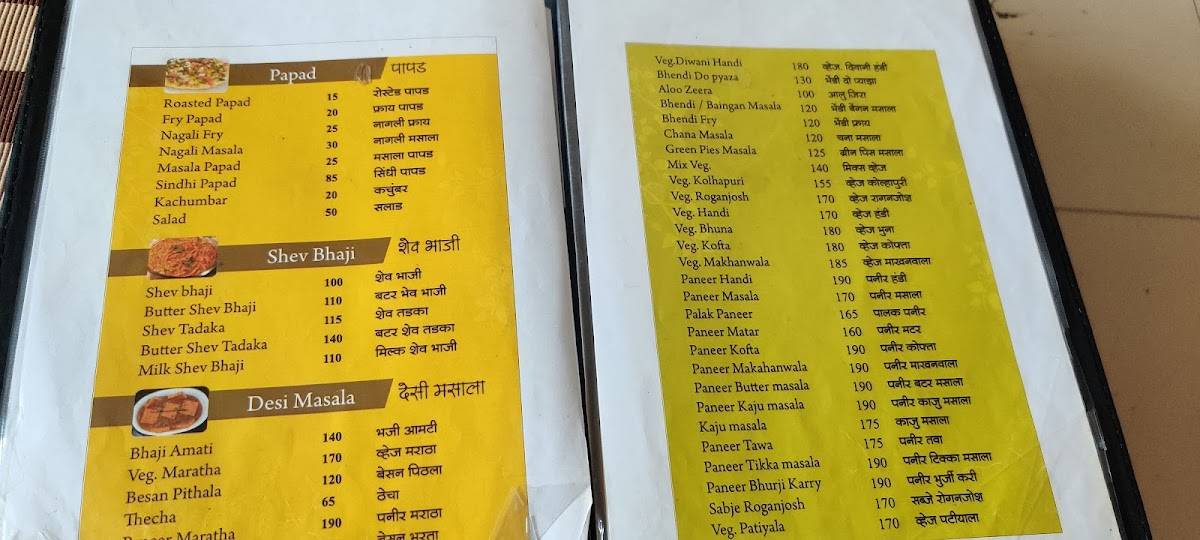 Papad पापड
Roasted Papad 15 रोस्टेड पापड
Fry Papad 20 फ्राय पापड
Nagali Fry 25 नागली फ्राय
Nagali Masala 30 नागली मसाला
Masala Papad 25 मसाला पापड
Sindhi Papad 85 सिंधी पापड
Kachumbar 20 कचुंबर
Salad 50 सलाड
Shev Bhaji शेव भाजी
Shev bhaji 100 शेव भाजी
Butter Shev Bhaji 110 बटर भेव भाजी
Shev Tadaka 115 शेव तडका
Butter Shev Tadaka 140 बटर शेव तडका
Milk Shev Bhaji 110 मिल्क शेव भाजी
Desi Masala देसी मसाला
Bhaji Amati 140 भजी आमटी
Veg. Maratha 170 व्हेज मराठा
Besan Pithala 120 बेसन पिठला
Thecha 65 ठेचा
Paneer Maratha 190 पनीर मराठा
बेसन भरता
Veg.Diwani Handi 180 व्हेज. दिवानी हंडी
Bhendi Do pyaza 130 भेंडी दो प्याझा
Aloo Zeera 100 आलु जिरा
Bhendi / Baingan Masala 120 भेंडी बैगन मसाला
Bhendi Fry 120 भेंडी फ्राय
Chana Masala 120 चना मसाला
Green Pies Masala 125 ग्रीन पिस मसाला
Mix Veg. 140 मिक्स व्हेज
Veg. Kolhapuri 155 व्हेज कोल्हापुरी
Veg. Roganjosh 170 व्हेज रागनजोश
Veg. Handi 170 व्हेज हंडी
Veg. Bhuna 180 व्हेज भुना
Veg. Kofta 180 व्हेज कोफ्ता
Veg. Makhanwala 185 व्हेज माखनवाला
Paneer Handi 190 पनीर हंडी
Paneer Masala 170 पनीर मसाला
Palak Paneer 165 पालक पनीर
Paneer Matar 160 पनीर मटर
Paneer Kofta 190 पनीर कोफ्ता
Paneer Makahanwala 190 पनीर माखनवाला
Paneer Butter masala 190 पनीर बटर मसाला
Paneer Kaju masala 190 पनीर काजु मसाला
Kaju masala 175 काजु मसाला
Paneer Tawa 175 पनीर तवा
Paneer Tikka masala 190 पनीर टिक्का मसाला
Paneer Bhurji Karry 190 पनीर भुर्जी करी
Sabje Roganjosh 170 सब्जे रोगनजोश
Veg. Patiyala 170 व्हेज पटीयाला